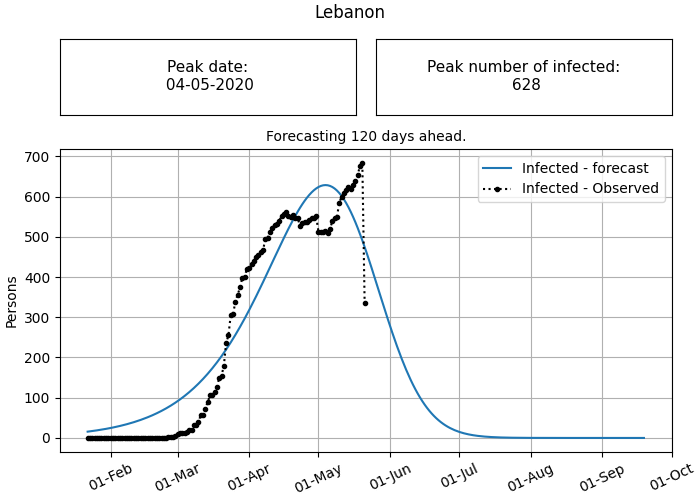 Lebanon
Peak date:
04-05-2020
Peak number of infected:
628
Forecasting 120 days ahead.
Infected - forecast
Infected - Observed
Persons
700
600
500
400
300
200
100
0
01-Feb
01-Mar
01-Apr
01-May
01-Jun
01-Jul
01-Aug
01-Sep
01-Oct